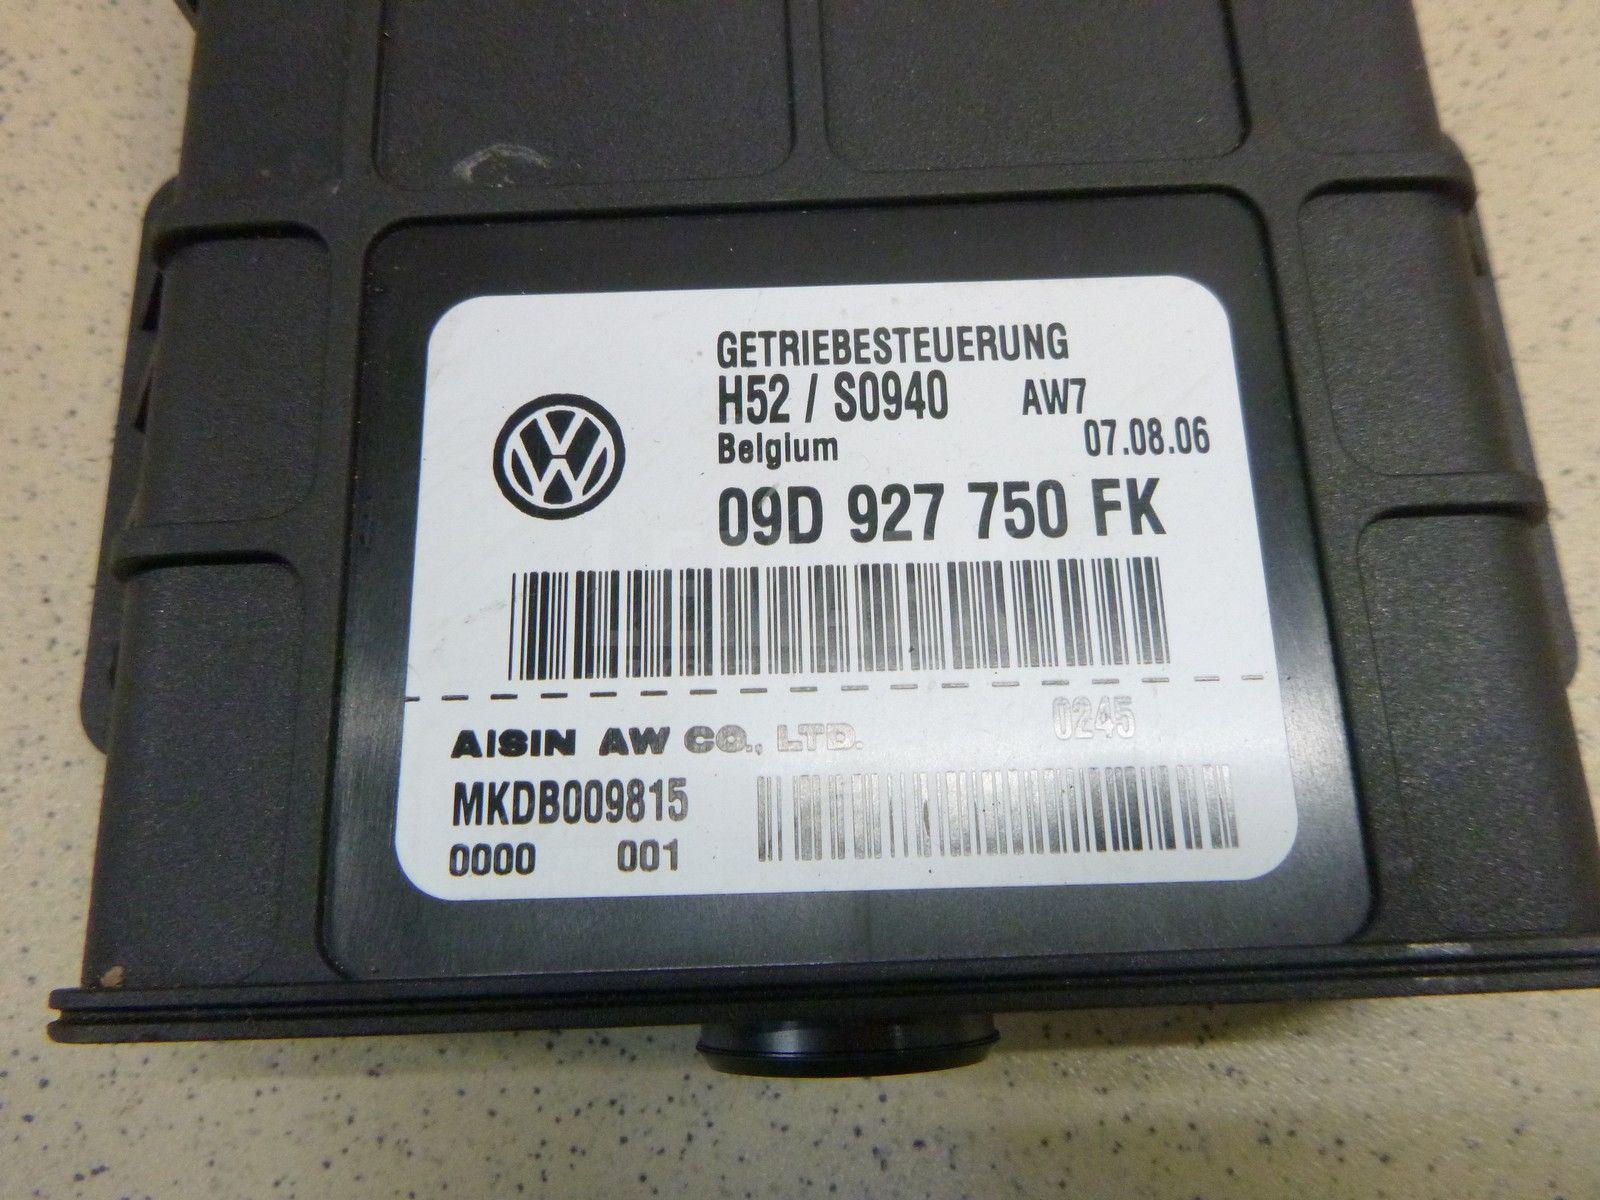 GETRIEBESTEUERUNG
H52 / S0940 AW7
Belgium 07.08.06
09D 927 750 FK
0245
AISIN AW CO., LTD.
MKDB009815
0000 001